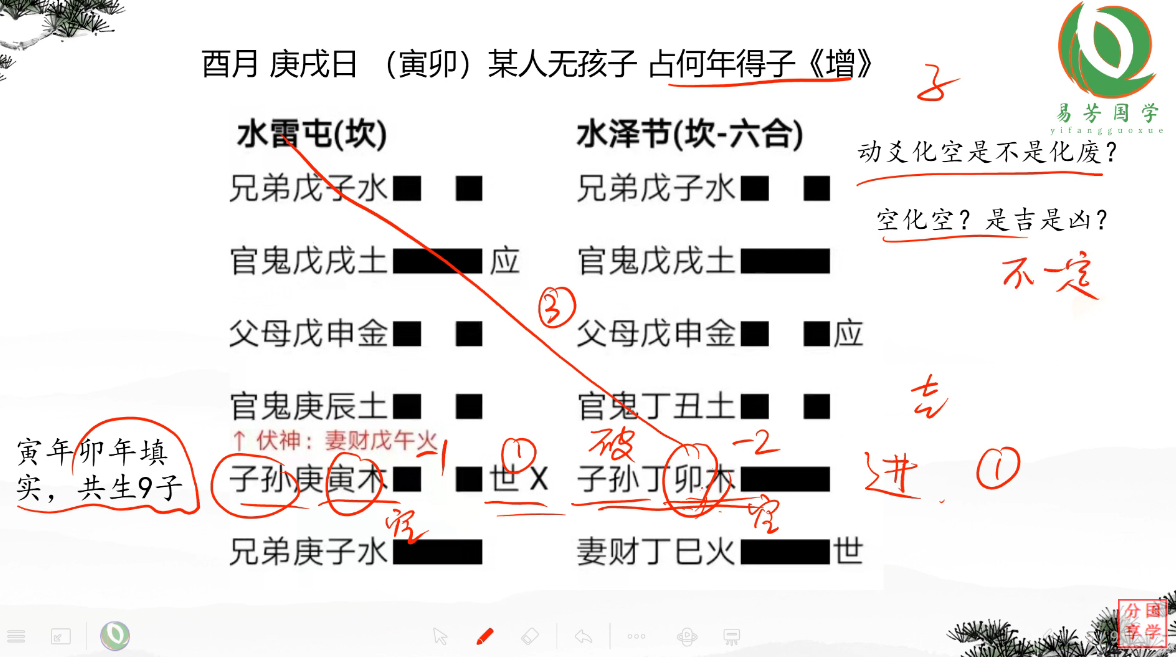 酉月 庚戌日 （寅卯）某人无孩子 占何年得子《增》
子
易芳国学
yifangguoxue
水雷屯(坎)
水泽节(坎-六合)
动爻化空是不是化废？
兄弟戊子水
兄弟戊子水
空化空？是吉是凶？
官鬼戊戌土 应
官鬼戊戌土
不一定
③
父母戊申金
父母戊申金 应
官鬼庚辰土
官鬼丁丑土
吉
↑ 伏神：妻财戊午火
寅年卯年填
实，共生9子
-1
①
破
-2
子孙庚寅木 世 X
子孙丁卯木
进
①
空
空
兄弟庚子水
妻财丁巳火 世
分国
享学